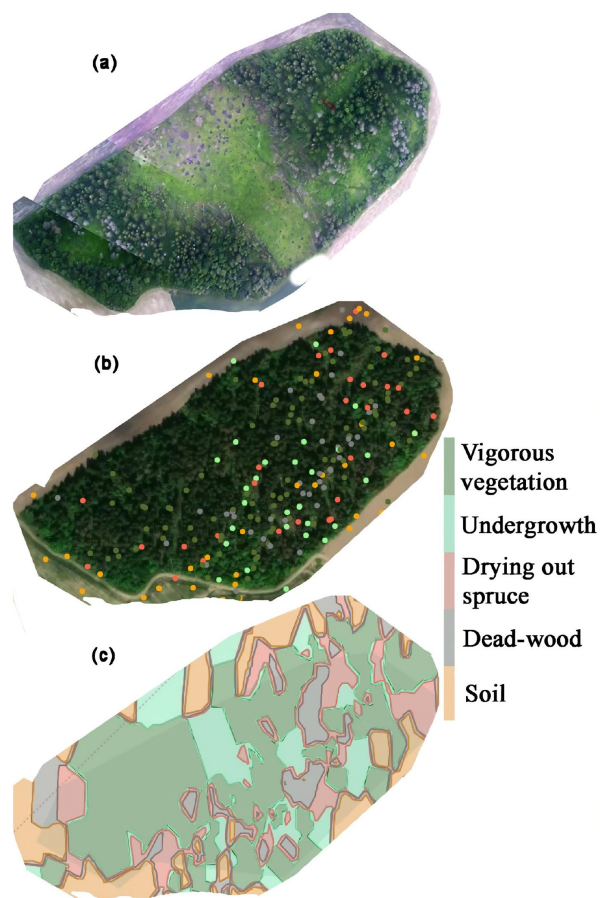 (a)
(b)
Vigorous
vegetation
Undergrowth
Drying out
spruce
Dead-wood
Soil
(c)